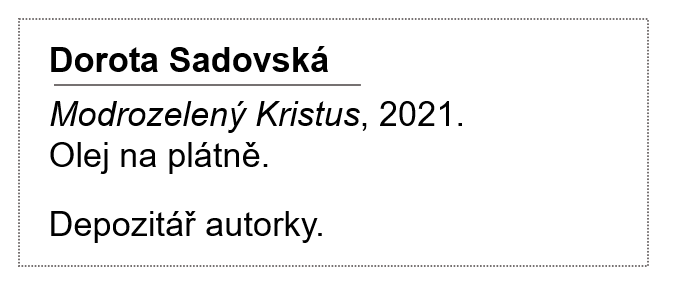 Dorota Sadovská
Modrozelený Kristus, 2021.
Olej na plátně.
Depozitář autorky.